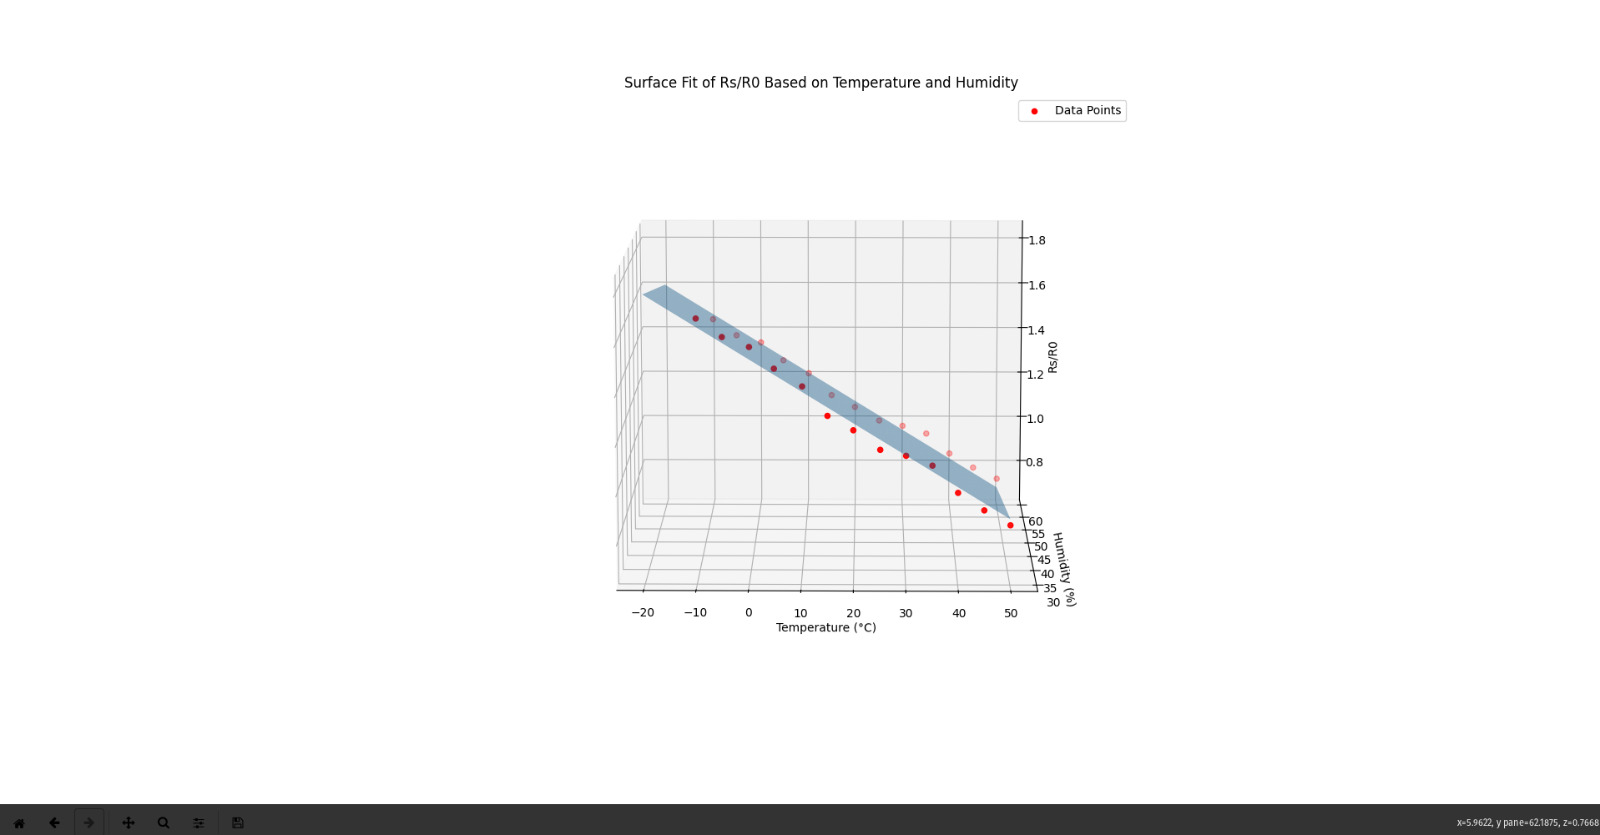 Surface Fit of Rs/R0 Based on Temperature and Humidity
Data Points
1.8
1.6
1.4
1.2
1.0
0.8
Rs/R0
60
55
50
45
40
35
30
Humidity (%)
−20 −10 0 10 20 30 40 50
Temperature (°C)
x=5.9622, y pane=62.1875, z=0.7668